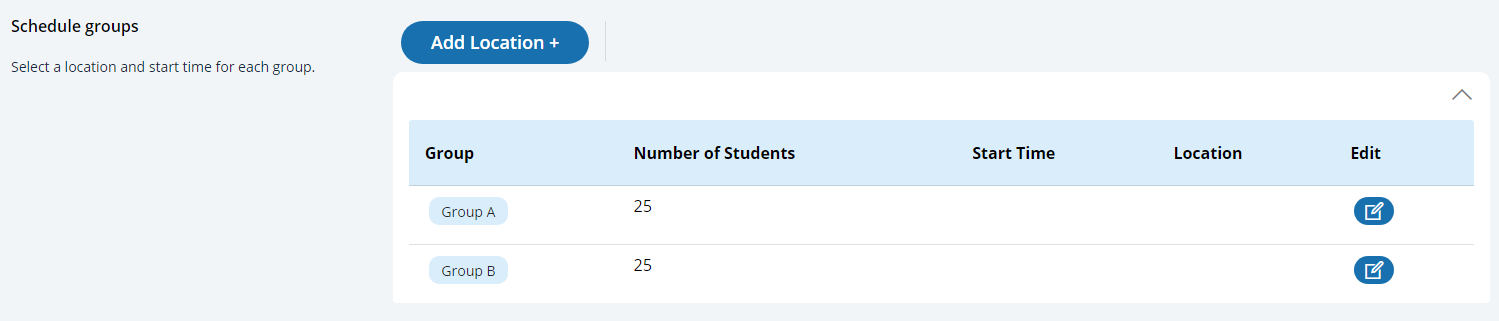 Schedule groups
Select a location and start time for each group.
Add Location +
Group Number of Students Start Time Location Edit
Group A 25
Group B 25